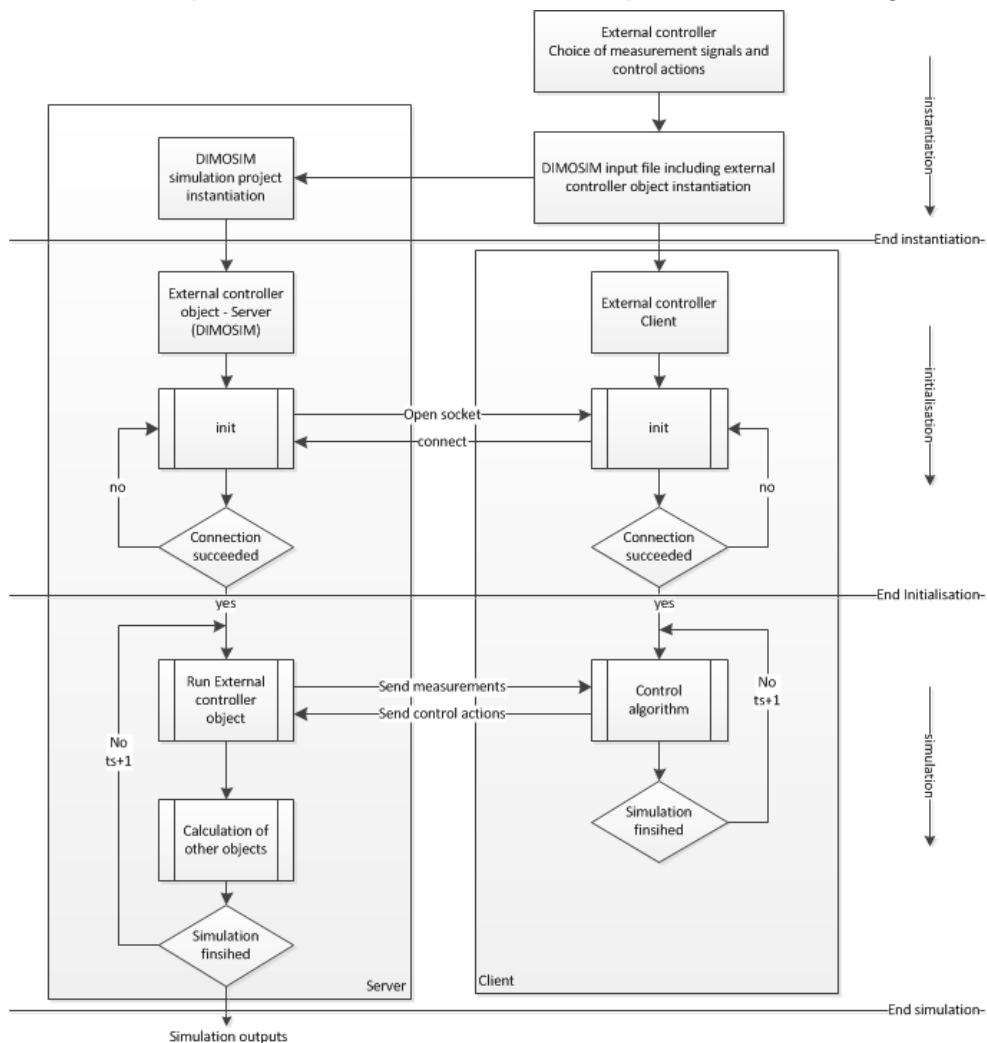 External controller
Choice of measurement signals and
control actions
instantiation
DIMOSIM
simulation project
instantiation
DIMOSIM input file including external
controller object instantiation
End instantiation
External controller
object - Server
(DIMOSIM)
External controller
Client
initialisation
init
Open socket
connect
init
no
no
Connection
succeeded
Connection
succeeded
End Initialisation
yes
yes
Run External
controller
object
Send measurements
Send control actions
Control
algorithm
No
ts+1
No
ts+1
simulation
Calculation of
other objects
Simulation
finsihed
Simulation
finsihed
Server
Client
End simulation
Simulation outputs